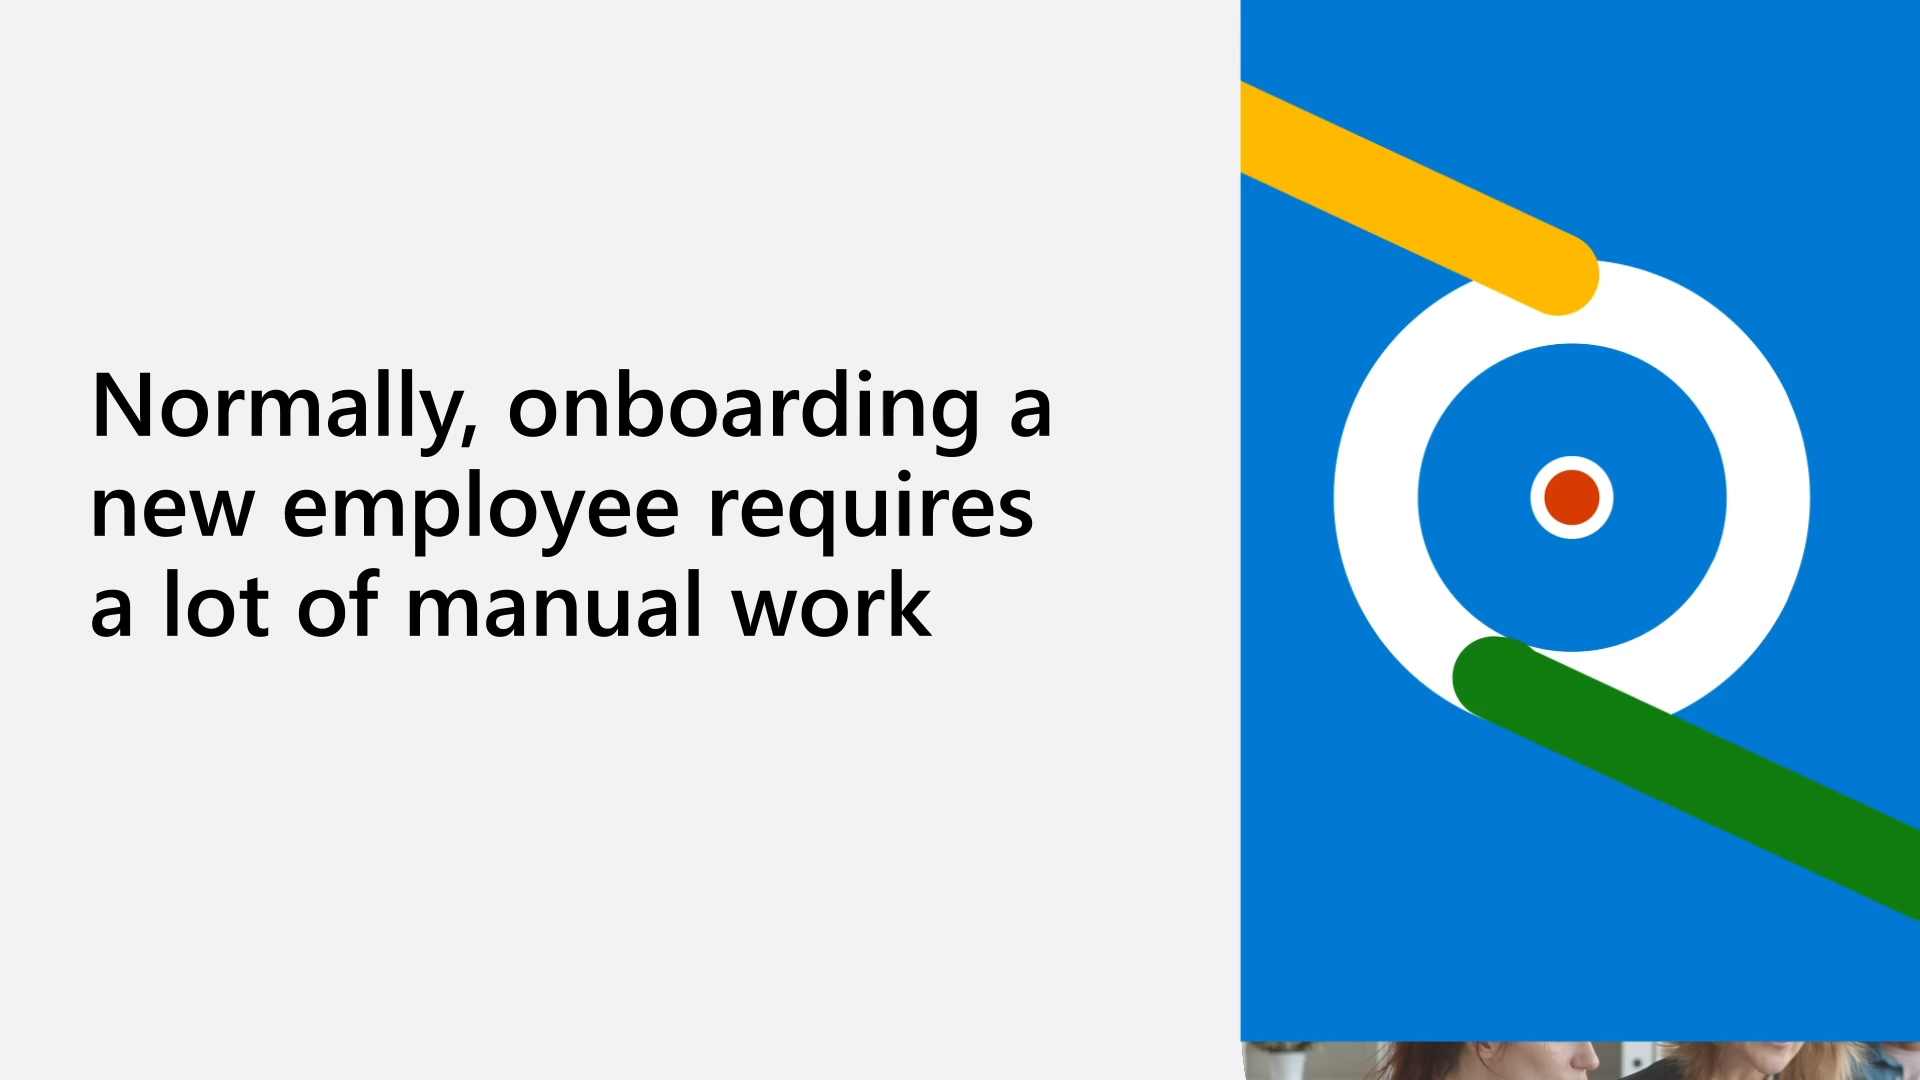 Normally, onboarding a
new employee requires
a lot of manual work